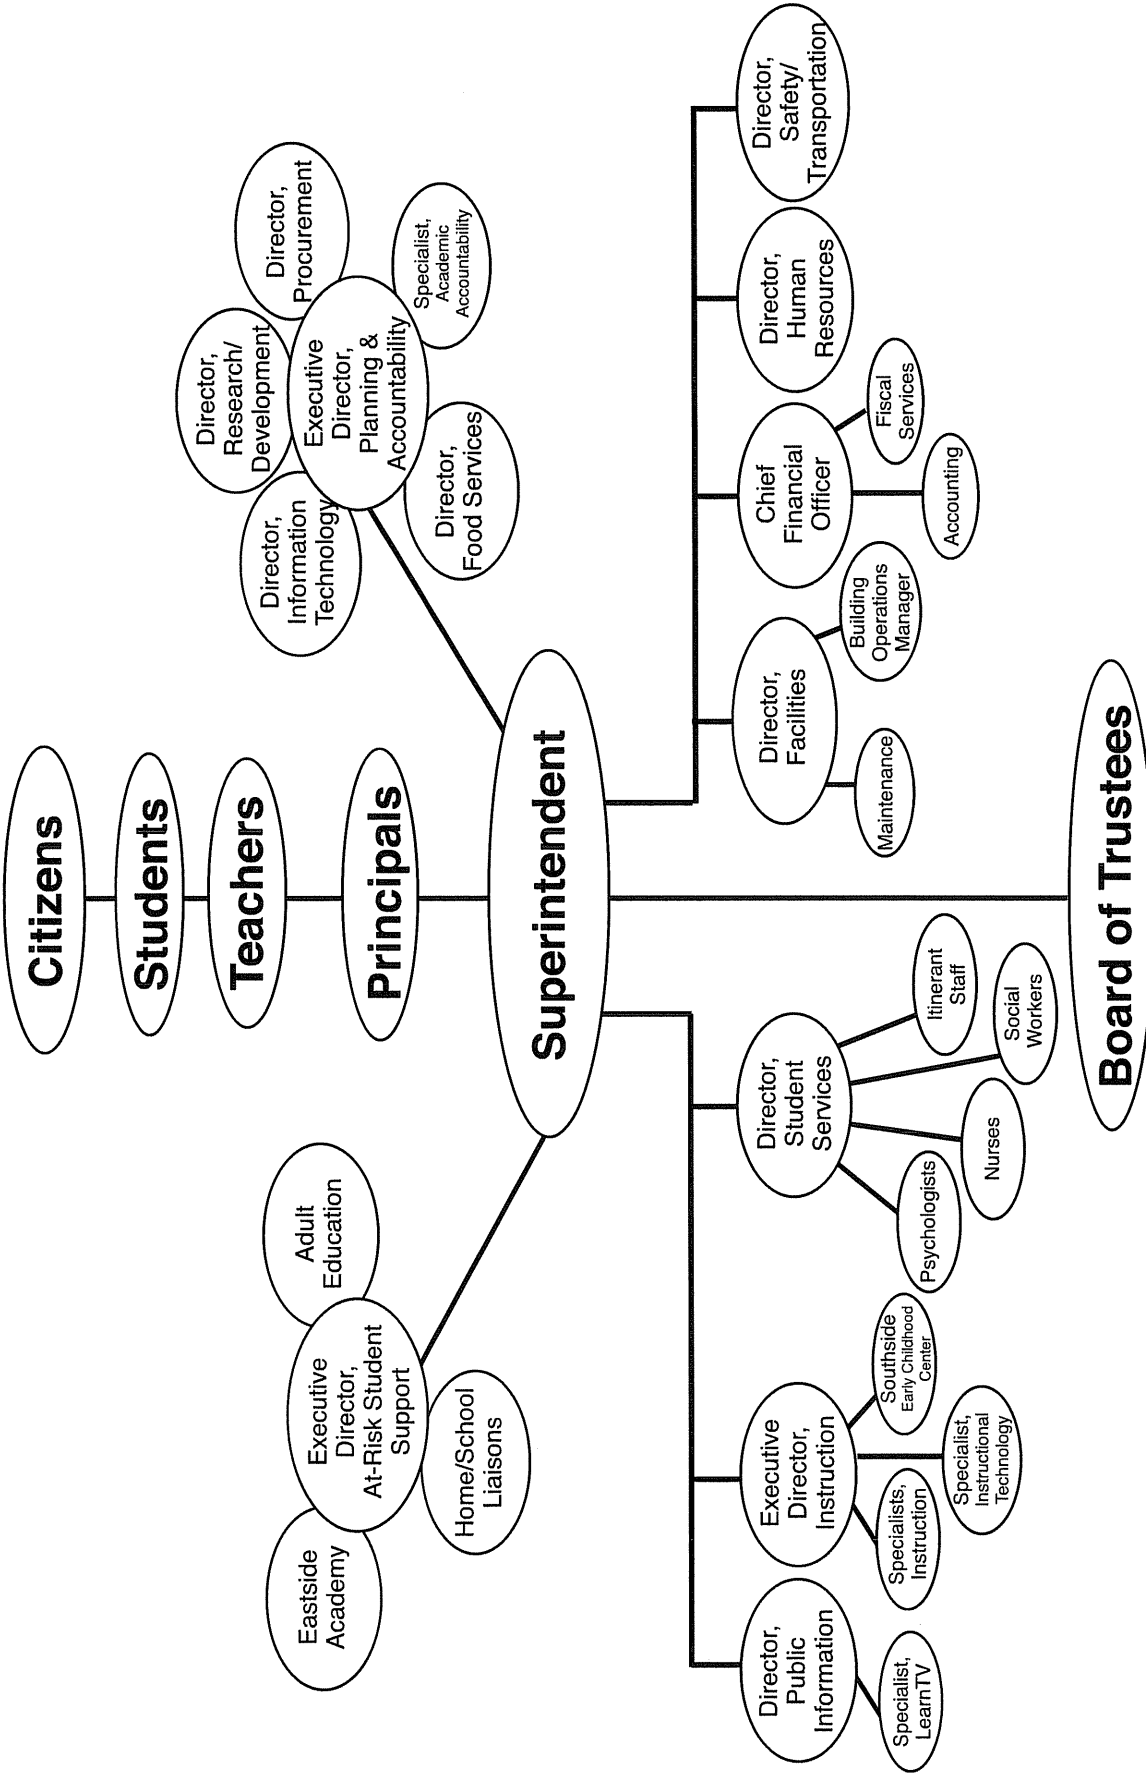 Citizens
Students
Teachers
Principals
Superintendent
Board of Trustees
Eastside
Academy
Executive
Director,
At-Risk Student
Support
Adult
Education
Home/School
Liaisons
Director,
Information
Technology
Director,
Research/
Development
Director,
Procurement
Executive
Director,
Planning &
Accountability
Director,
Food Services
Specialist,
Academic
Accountability
Director,
Public
Information
Specialist,
LearnTV
Executive
Director,
Instruction
Specialists,
Instruction
Specialist,
Instructional
Technology
Southside
Early Childhood
Center
Director,
Student
Services
Psychologists
Nurses
Social
Workers
Itinerant
Staff
Director,
Facilities
Maintenance
Building
Operations
Manager
Chief
Financial
Officer
Accounting
Fiscal
Services
Director,
Human
Resources
Director,
Safety/
Transportation